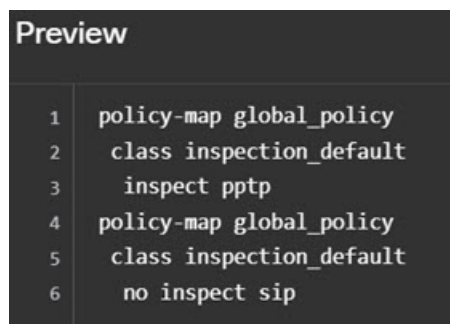 Preview
1 policy-map global_policy
2 class inspection_default
3 inspect pptp
4 policy-map global_policy
5 class inspection_default
6 no inspect sip